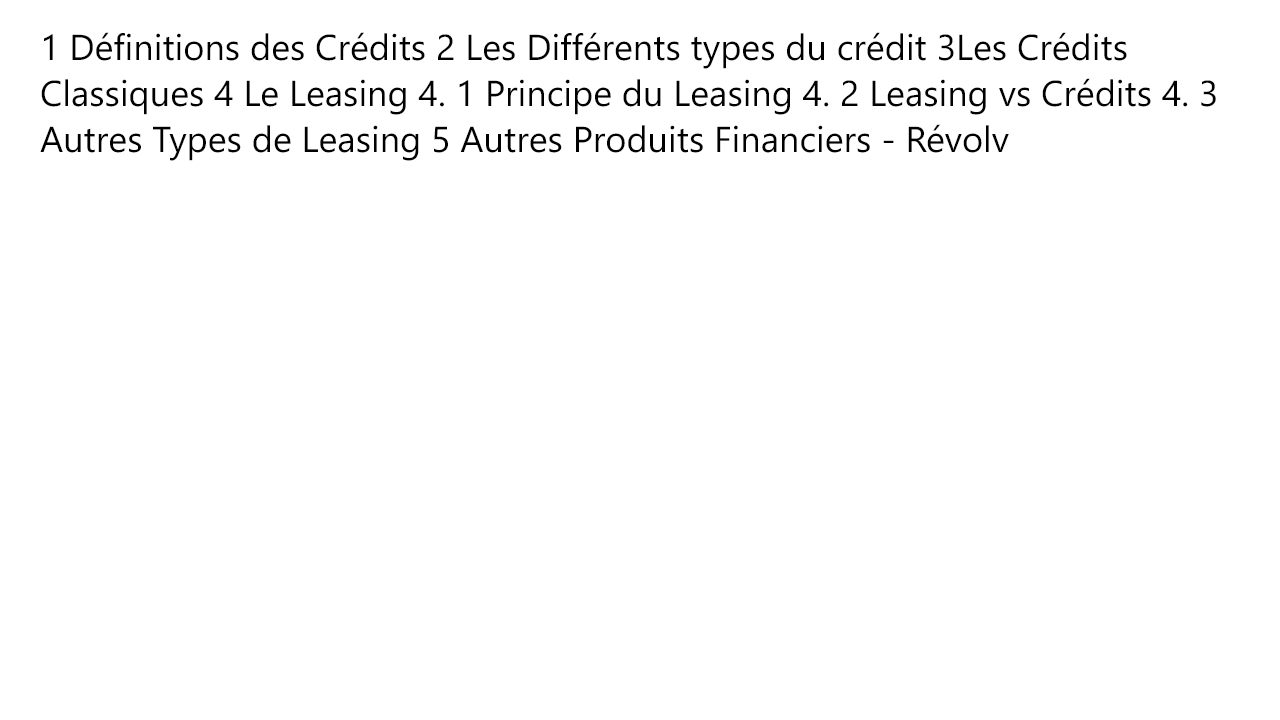 1 Définitions des Crédits 2 Les Différents types du crédit 3Les Crédits
Classiques 4 Le Leasing 4. 1 Principe du Leasing 4. 2 Leasing vs Crédits 4. 3
Autres Types de Leasing 5 Autres Produits Financiers - Révolv